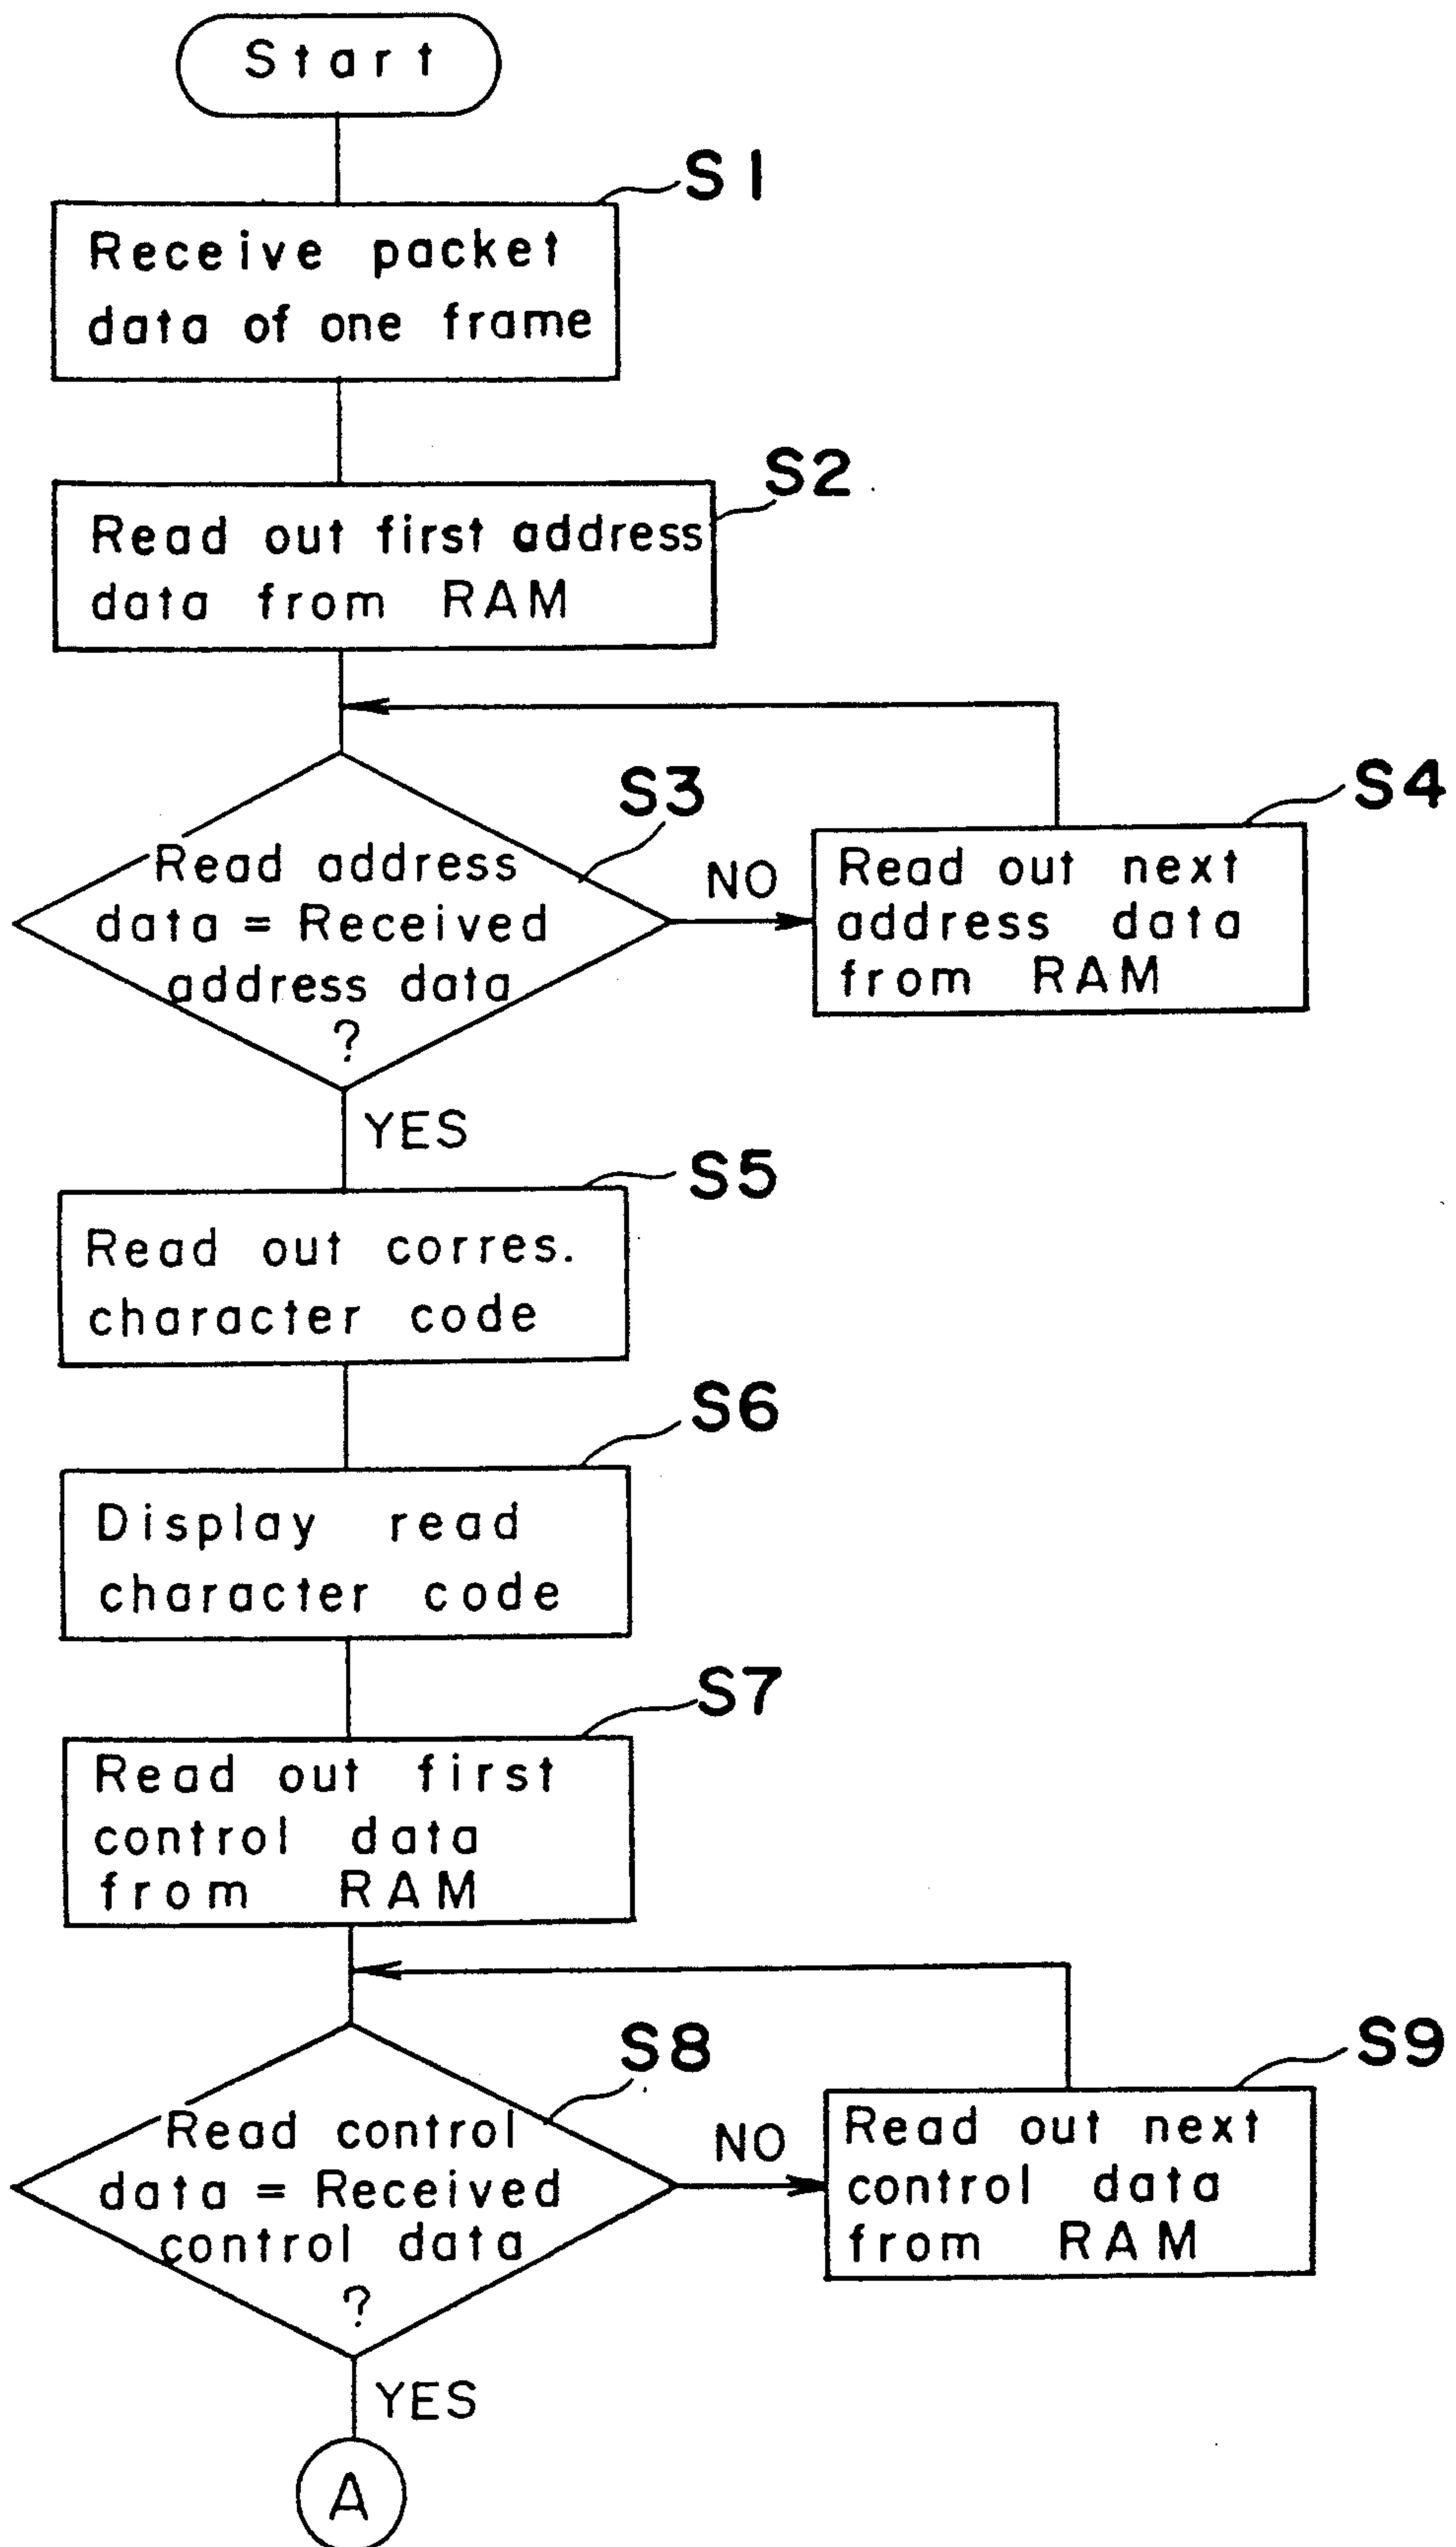 Start
S1
Receive packet
data of one frame
S2
Read out first address
data from RAM
S3
Read address
data = Received
address data
?
NO
S4
Read out next
address data
from RAM
YES
S5
Read out corres.
character code
S6
Display read
character code
S7
Read out first
control data
from RAM
S8
Read control
data = Received
control data
?
NO
S9
Read out next
control data
from RAM
YES
A